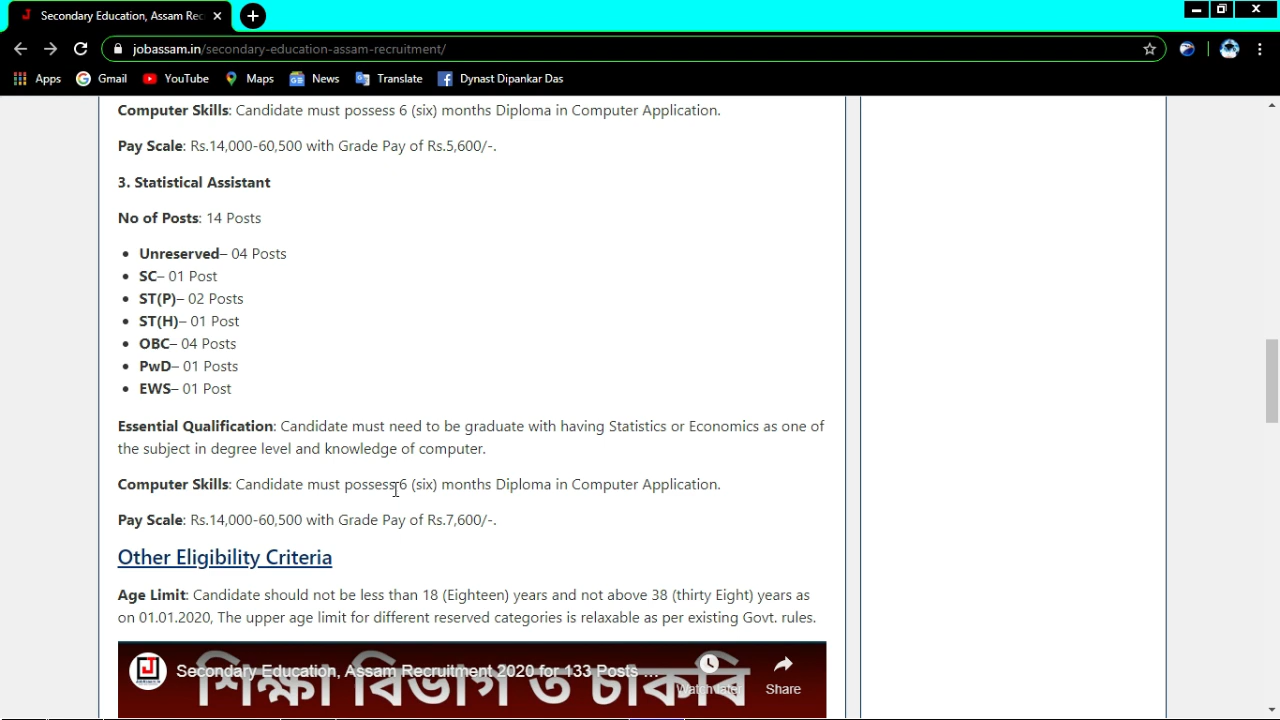 Secondary Education, Assam Rec
jobassam.in/secondary-education-assam-recruitment/
Apps Gmail YouTube Maps News Translate Dynast Dipankar Das
Computer Skills: Candidate must possess 6 (six) months Diploma in Computer Application.
Pay Scale: Rs.14,000-60,500 with Grade Pay of Rs.5,600/-.
3. Statistical Assistant
No of Posts: 14 Posts
Unreserved– 04 Posts
SC– 01 Post
ST(P)– 02 Posts
ST(H)– 01 Post
OBC– 04 Posts
PwD– 01 Posts
EWS– 01 Post
Essential Qualification: Candidate must need to be graduate with having Statistics or Economics as one of
the subject in degree level and knowledge of computer.
Computer Skills: Candidate must possess 6 (six) months Diploma in Computer Application.
Pay Scale: Rs.14,000-60,500 with Grade Pay of Rs.7,600/-.
Other Eligibility Criteria
Age Limit: Candidate should not be less than 18 (Eighteen) years and not above 38 (thirty Eight) years as
on 01.01.2020, The upper age limit for different reserved categories is relaxable as per existing Govt. rules.
Secondary Education, Assam Recruitment 2020 for 133 Posts ...
শিক্ষা বিভাগত চাকৰি
Watch later Share